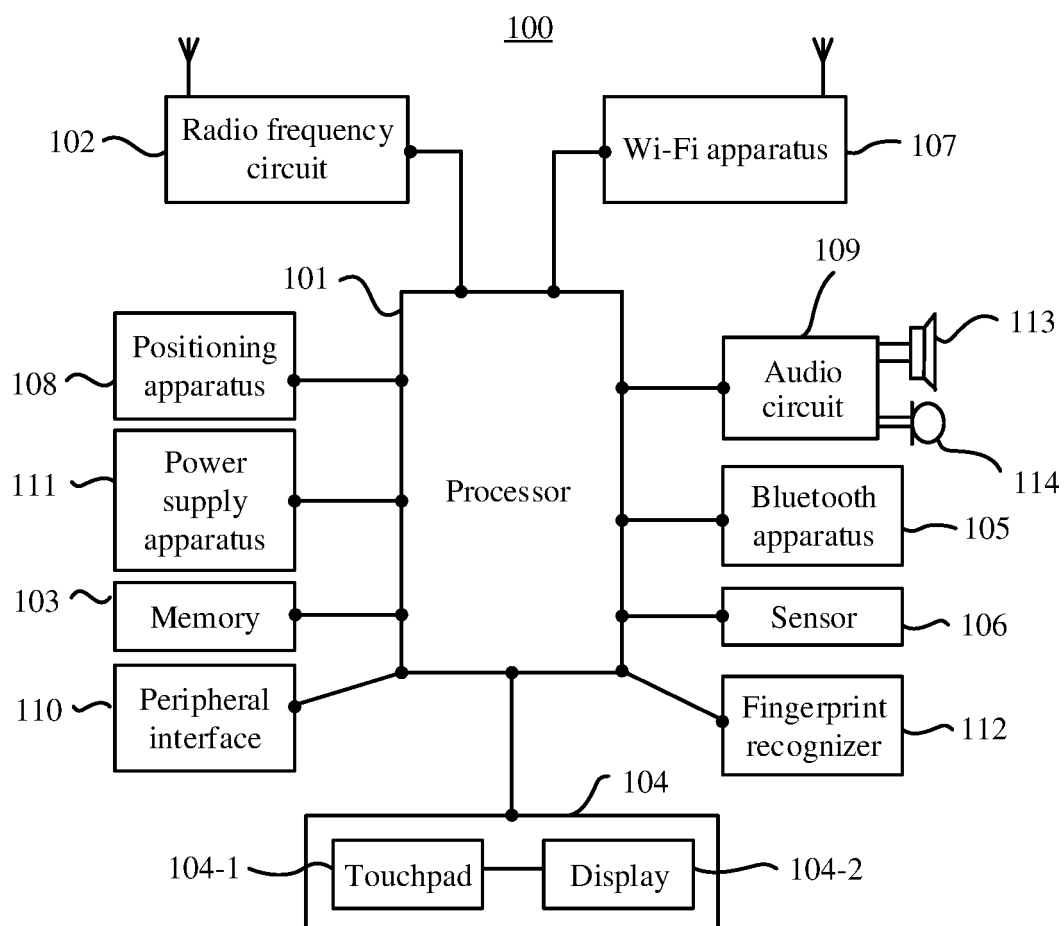 100
Radio frequency
circuit
102
Wi-Fi apparatus
107
101
109
113
Positioning
apparatus
108
Audio
circuit
114
Power
supply
apparatus
111
Processor
Bluetooth
apparatus
105
103
Memory
Sensor
106
110
Peripheral
interface
Fingerprint
recognizer
112
104
104-1
Touchpad
Display
104-2